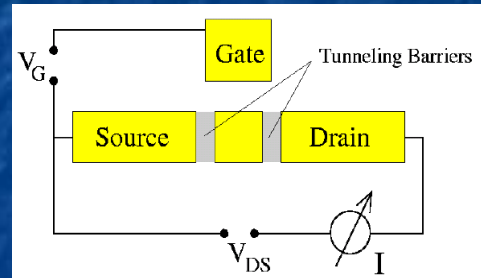 V_G
Gate
Tunneling Barriers
Source
Drain
V_DS
I